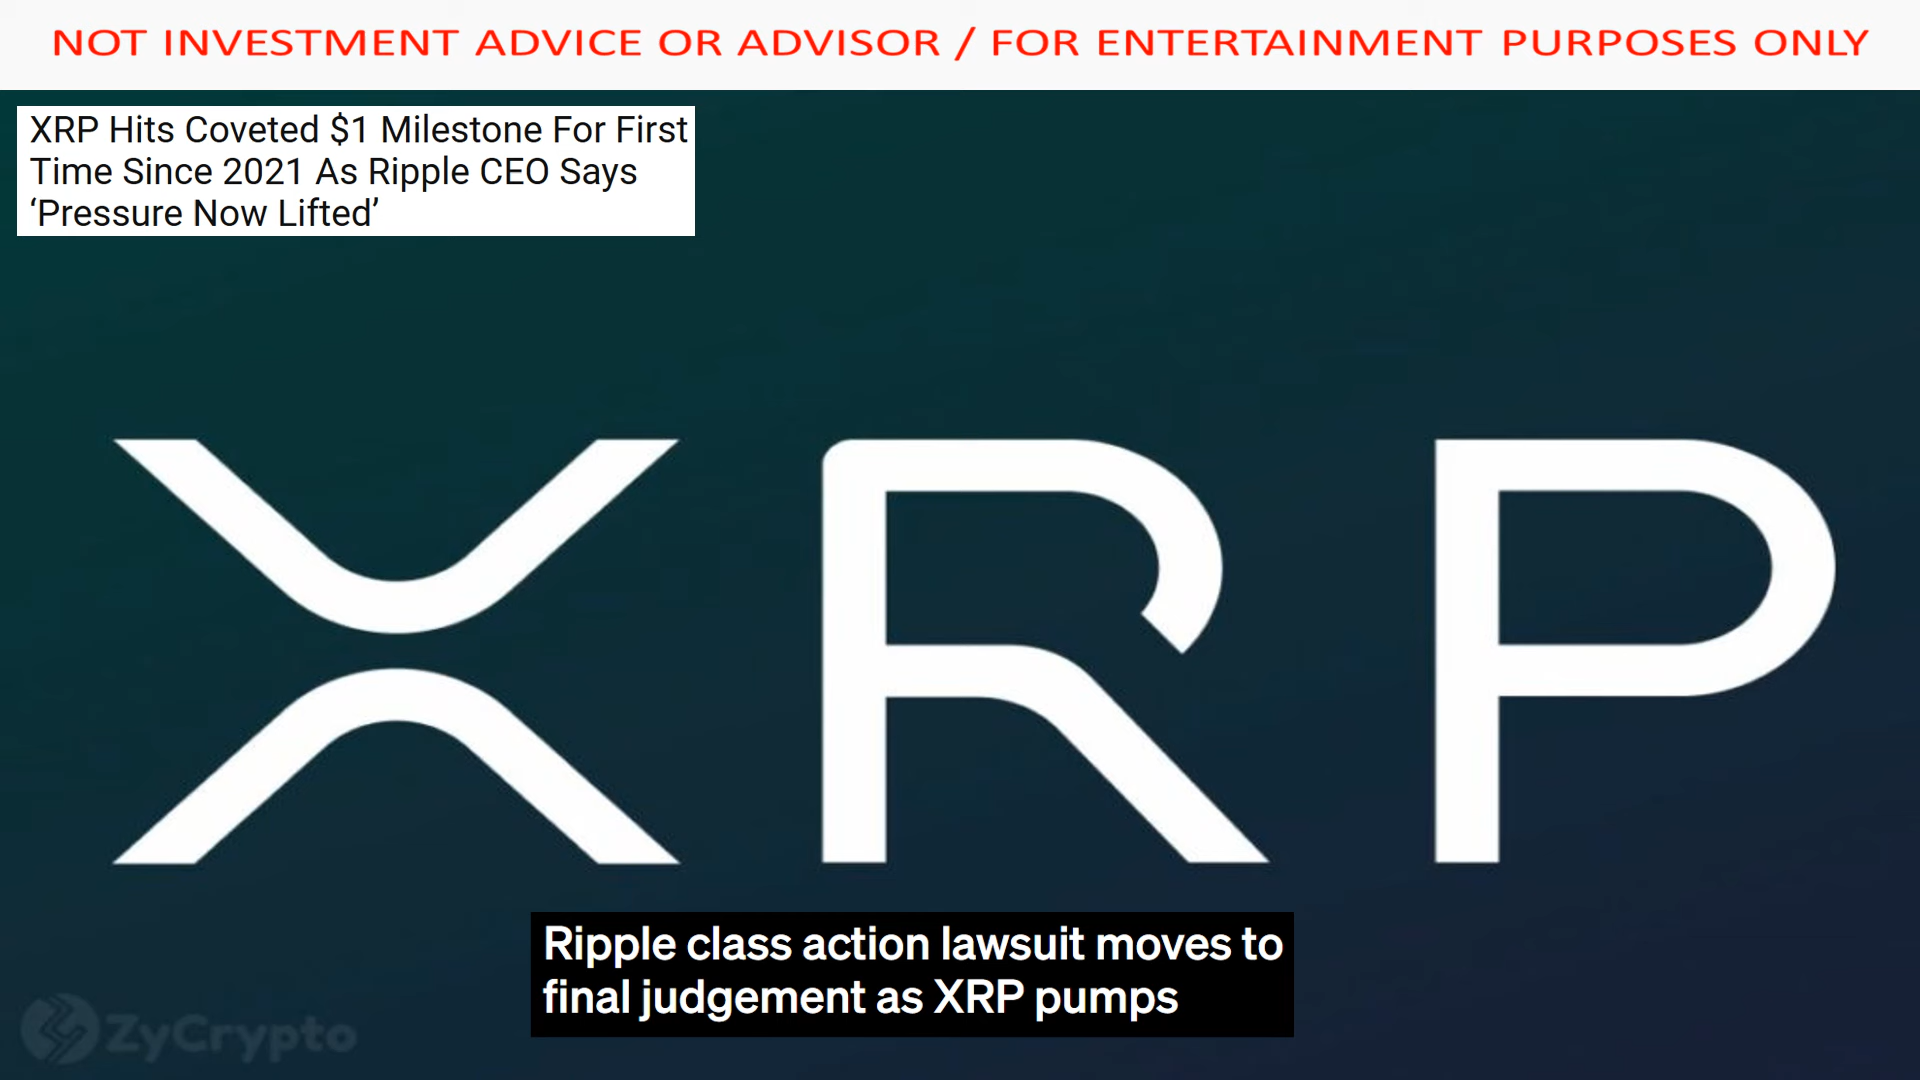 NOT INVESTMENT ADVICE OR ADVISOR / FOR ENTERTAINMENT PURPOSES ONLY
XRP Hits Coveted $1 Milestone For First
Time Since 2021 As Ripple CEO Says
‘Pressure Now Lifted’
XRP
Ripple class action lawsuit moves to
final judgement as XRP pumps
ZyCrypto